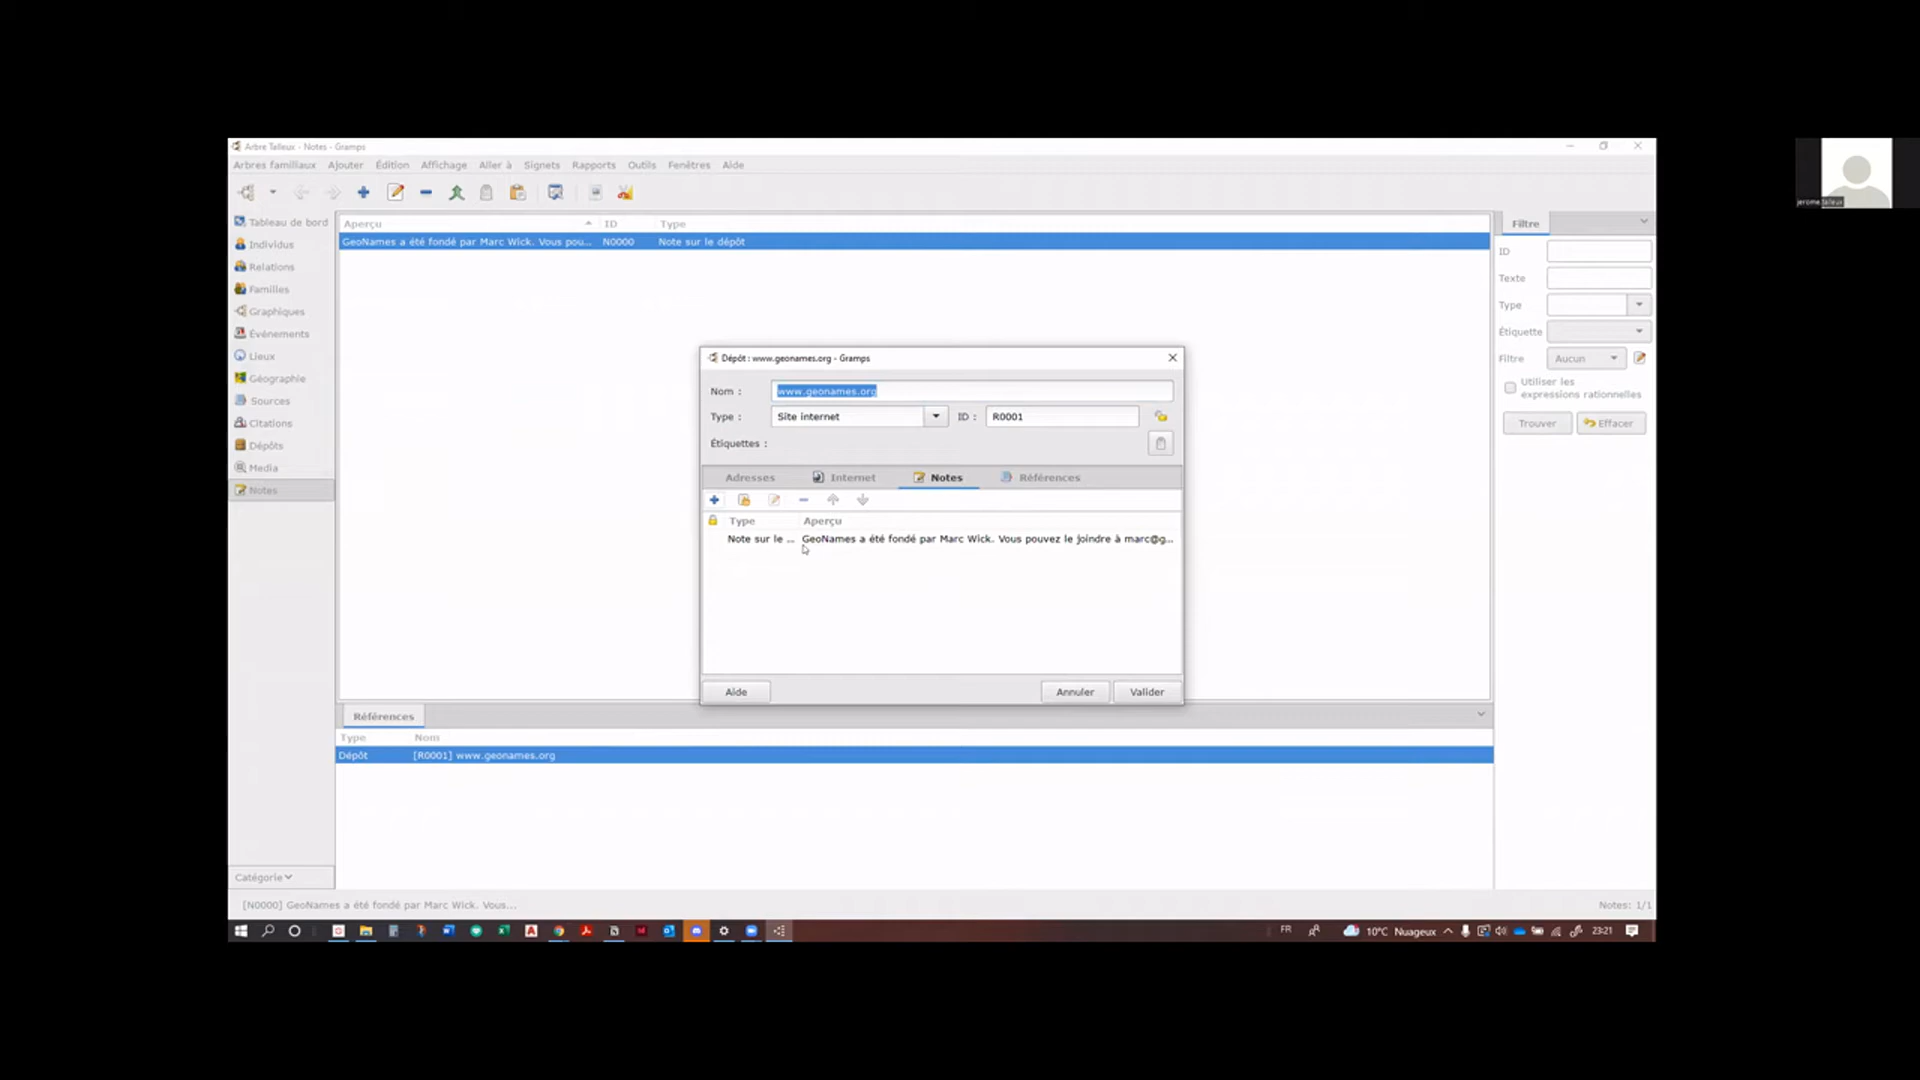 Arbre Talleux - Notes - Gramps
Arbres familiaux Ajouter Édition Affichage Aller à Signets Rapports Outils Fenêtres Aide
Tableau de bord
Individus
Relations
Familles
Graphiques
Événements
Lieux
Géographie
Sources
Citations
Dépôts
Media
Notes
Catégorie
Aperçu ID Type
GeoNames a été fondé par Marc Wick. Vous pou... N0000 Note sur le dépôt
Filtre
ID
Texte
Type
Étiquette
Filtre Aucun
Utiliser les
expressions rationnelles
Trouver Effacer
Dépôt : www.geonames.org - Gramps
Nom : www.geonames.org
Type : Site internet ID : R0001
Étiquettes :
Adresses Internet Notes Références
Type Aperçu
Note sur le ... GeoNames a été fondé par Marc Wick. Vous pouvez le joindre à marc@g...
Aide Annuler Valider
Références
Type Nom
Dépôt [R0001] www.geonames.org
[N0000] GeoNames a été fondé par Marc Wick. Vous...
Notes: 1/1
FR 10°C Nuageux 23:21
jerome talleux